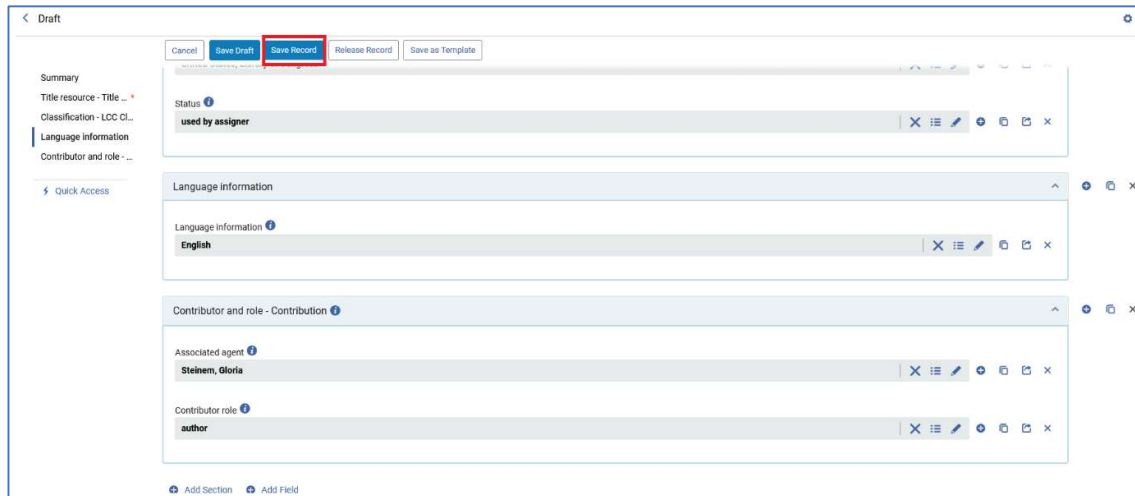 Draft
Cancel Save Draft Save Record Release Record Save as Template
Summary
Title resource - Title ... *
Classification - LCC Cl...
Language information
Contributor and role - ...
Quick Access
Status
used by assigner
Language information
Language information
English
Contributor and role - Contribution
Associated agent
Steinem, Gloria
Contributor role
author
Add Section Add Field